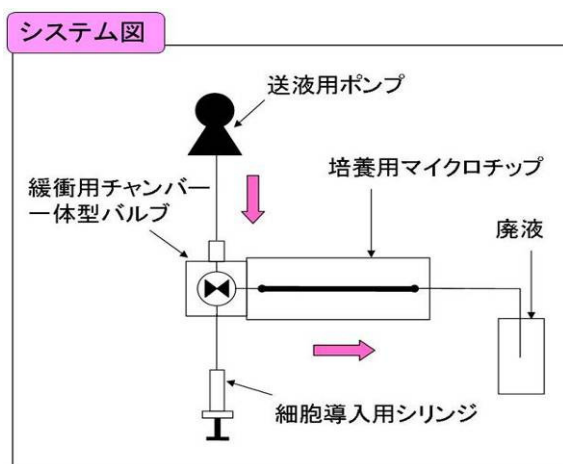 システム図
送液用ポンプ
緩衝用チャンバー
一体型バルブ
培養用マイクロチップ
廃液
細胞導入用シリンジ